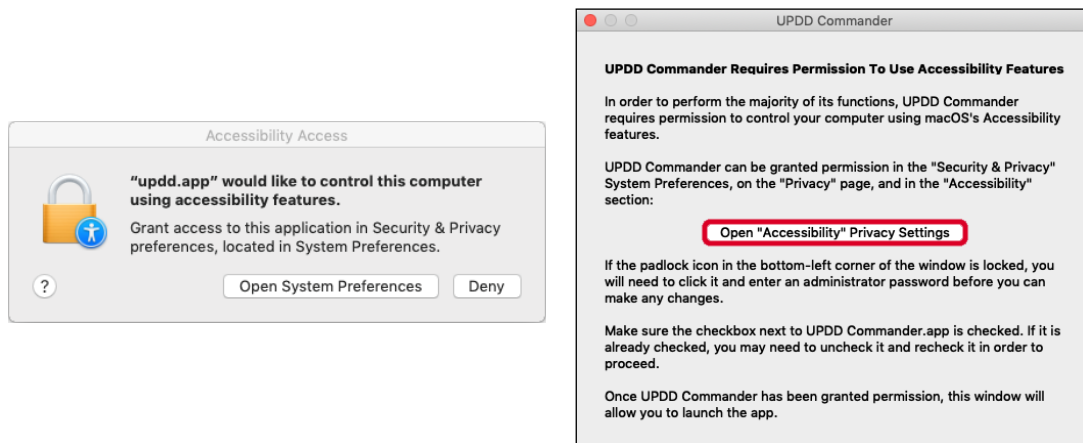 Accessibility Access
“updd.app” would like to control this computer
using accessibility features.
Grant access to this application in Security & Privacy
preferences, located in System Preferences.
?
Open System Preferences
Deny
UPDD Commander
UPDD Commander Requires Permission To Use Accessibility Features
In order to perform the majority of its functions, UPDD Commander
requires permission to control your computer using macOS's Accessibility
features.
UPDD Commander can be granted permission in the "Security & Privacy"
System Preferences, on the "Privacy" page, and in the "Accessibility"
section:
Open "Accessibility" Privacy Settings
If the padlock icon in the bottom-left corner of the window is locked, you
will need to click it and enter an administrator password before you can
make any changes.
Make sure the checkbox next to UPDD Commander.app is checked. If it is
already checked, you may need to uncheck it and recheck it in order to
proceed.
Once UPDD Commander has been granted permission, this window will
allow you to launch the app.